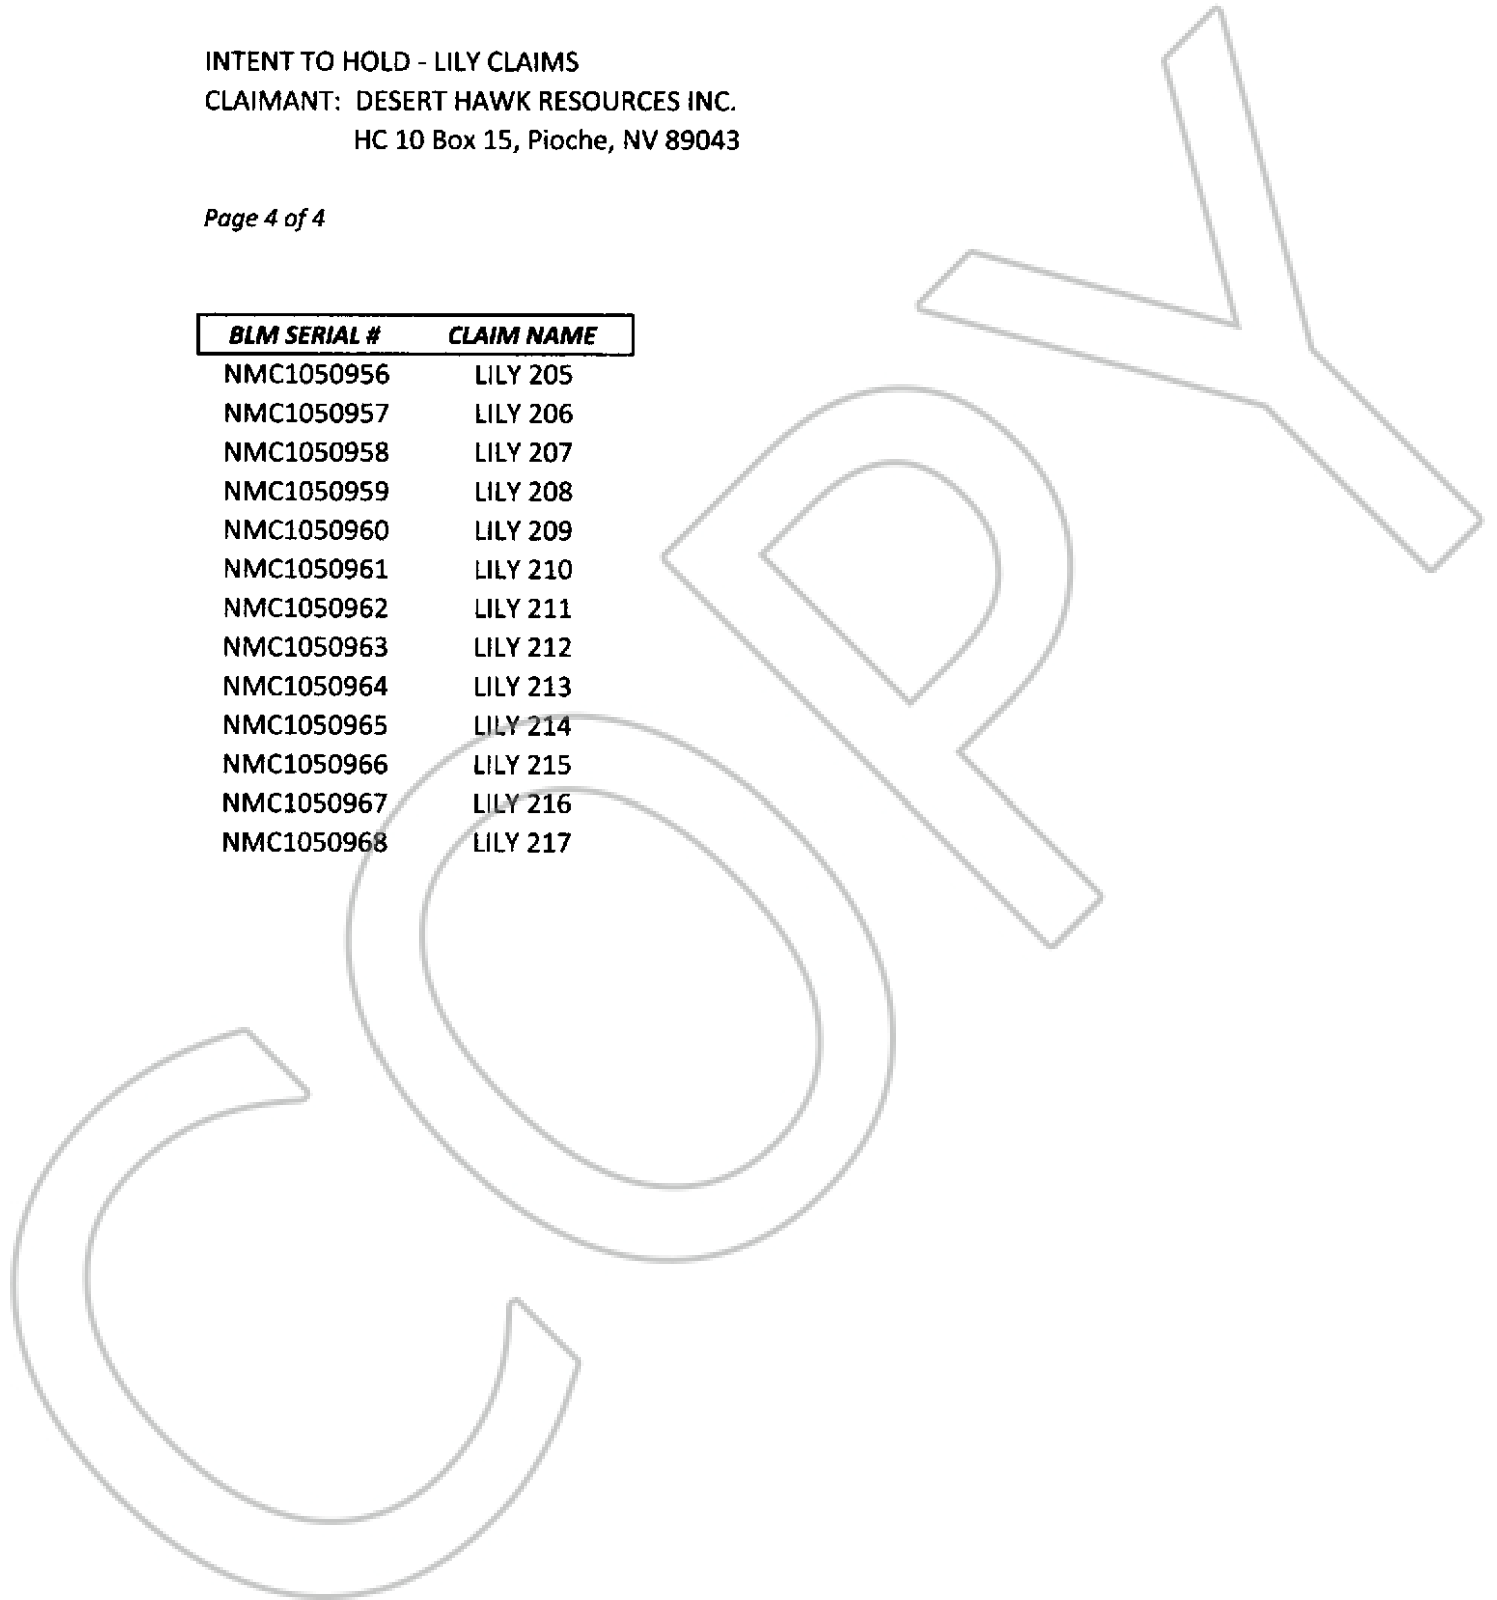 INTENT TO HOLD - LILY CLAIMS
CLAIMANT: DESERT HAWK RESOURCES INC.
HC 10 Box 15, Pioche, NV 89043
Page 4 of 4
BLM SERIAL # CLAIM NAME
NMC1050956 LILY 205
NMC1050957 LILY 206
NMC1050958 LILY 207
NMC1050959 LILY 208
NMC1050960 LILY 209
NMC1050961 LILY 210
NMC1050962 LILY 211
NMC1050963 LILY 212
NMC1050964 LILY 213
NMC1050965 LILY 214
NMC1050966 LILY 215
NMC1050967 LILY 216
NMC1050968 LILY 217
COPY